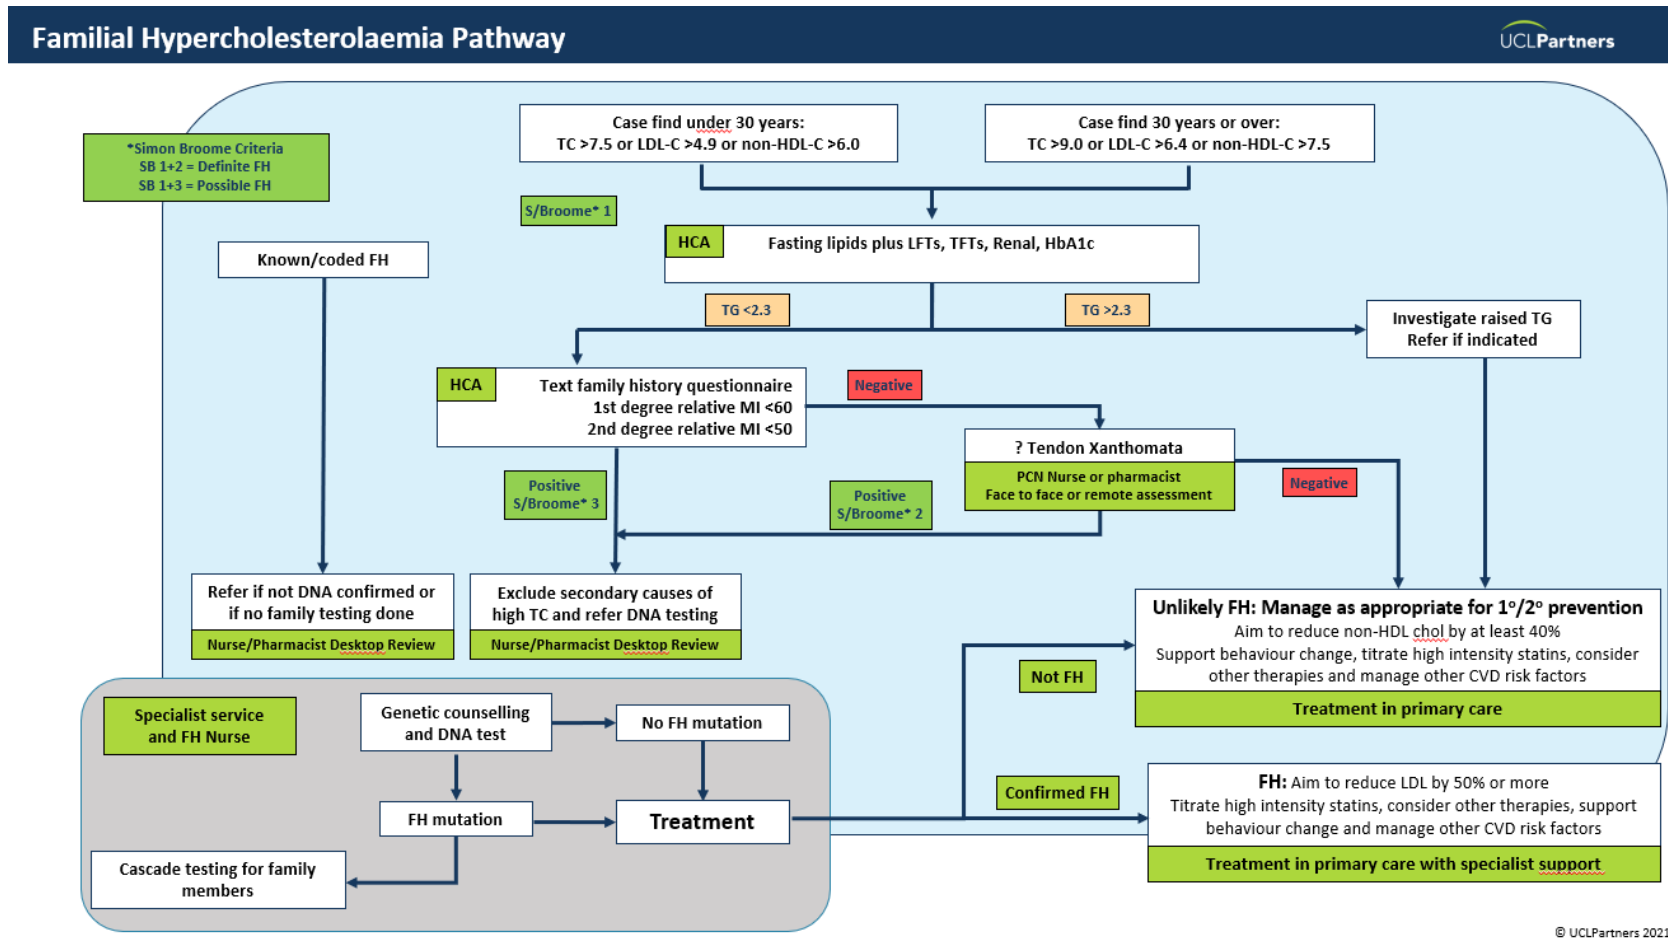 Familial Hypercholesterolaemia Pathway
UCLPartners
*Simon Broome Criteria
SB 1+2 = Definite FH
SB 1+3 = Possible FH
Case find under 30 years:
TC >7.5 or LDL-C >4.9 or non-HDL-C >6.0
Case find 30 years or over:
TC >9.0 or LDL-C >6.4 or non-HDL-C >7.5
S/Broome* 1
HCA
Fasting lipids plus LFTs, TFTs, Renal, HbA1c
Known/coded FH
TG <2.3
TG >2.3
Investigate raised TG
Refer if indicated
HCA
Text family history questionnaire
1st degree relative MI <60
2nd degree relative MI <50
Negative
? Tendon Xanthomata
PCN Nurse or pharmacist
Face to face or remote assessment
Negative
Positive
S/Broome* 3
Positive
S/Broome* 2
Refer if not DNA confirmed or
if no family testing done
Nurse/Pharmacist Desktop Review
Exclude secondary causes of
high TC and refer DNA testing
Nurse/Pharmacist Desktop Review
Unlikely FH: Manage as appropriate for 1º/2º prevention
Aim to reduce non-HDL chol by at least 40%
Support behaviour change, titrate high intensity statins, consider
other therapies and manage other CVD risk factors
Treatment in primary care
Not FH
Specialist service
and FH Nurse
Genetic counselling
and DNA test
No FH mutation
FH mutation
Treatment
Cascade testing for family
members
Confirmed FH
FH: Aim to reduce LDL by 50% or more
Titrate high intensity statins, consider other therapies, support
behaviour change and manage other CVD risk factors
Treatment in primary care with specialist support
© UCLPartners 2021